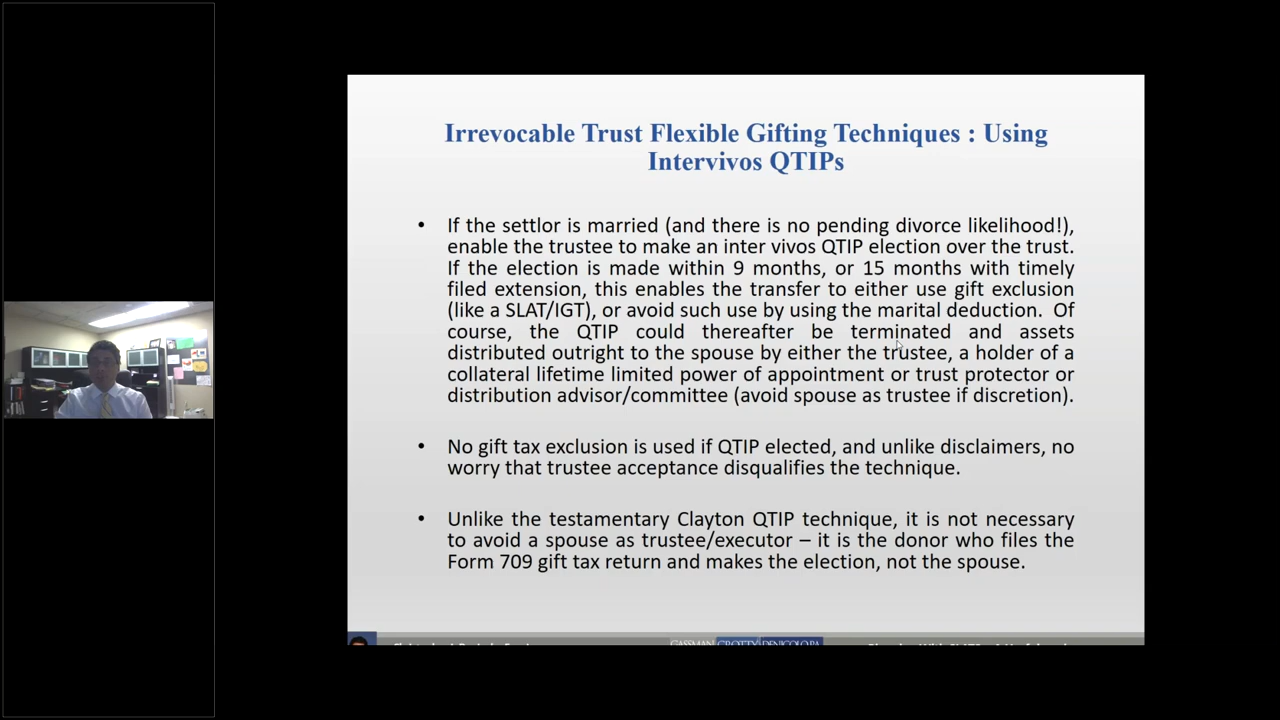 Irrevocable Trust Flexible Gifting Techniques : Using
Intervivos QTIPs
• If the settlor is married (and there is no pending divorce likelihood!),
enable the trustee to make an inter vivos QTIP election over the trust.
If the election is made within 9 months, or 15 months with timely
filed extension, this enables the transfer to either use gift exclusion
(like a SLAT/IGT), or avoid such use by using the marital deduction. Of
course, the QTIP could thereafter be terminated and assets
distributed outright to the spouse by either the trustee, a holder of a
collateral lifetime limited power of appointment or trust protector or
distribution advisor/committee (avoid spouse as trustee if discretion).
• No gift tax exclusion is used if QTIP elected, and unlike disclaimers, no
worry that trustee acceptance disqualifies the technique.
• Unlike the testamentary Clayton QTIP technique, it is not necessary
to avoid a spouse as trustee/executor – it is the donor who files the
Form 709 gift tax return and makes the election, not the spouse.
GASSMAN CROTTY DENICOLO PA